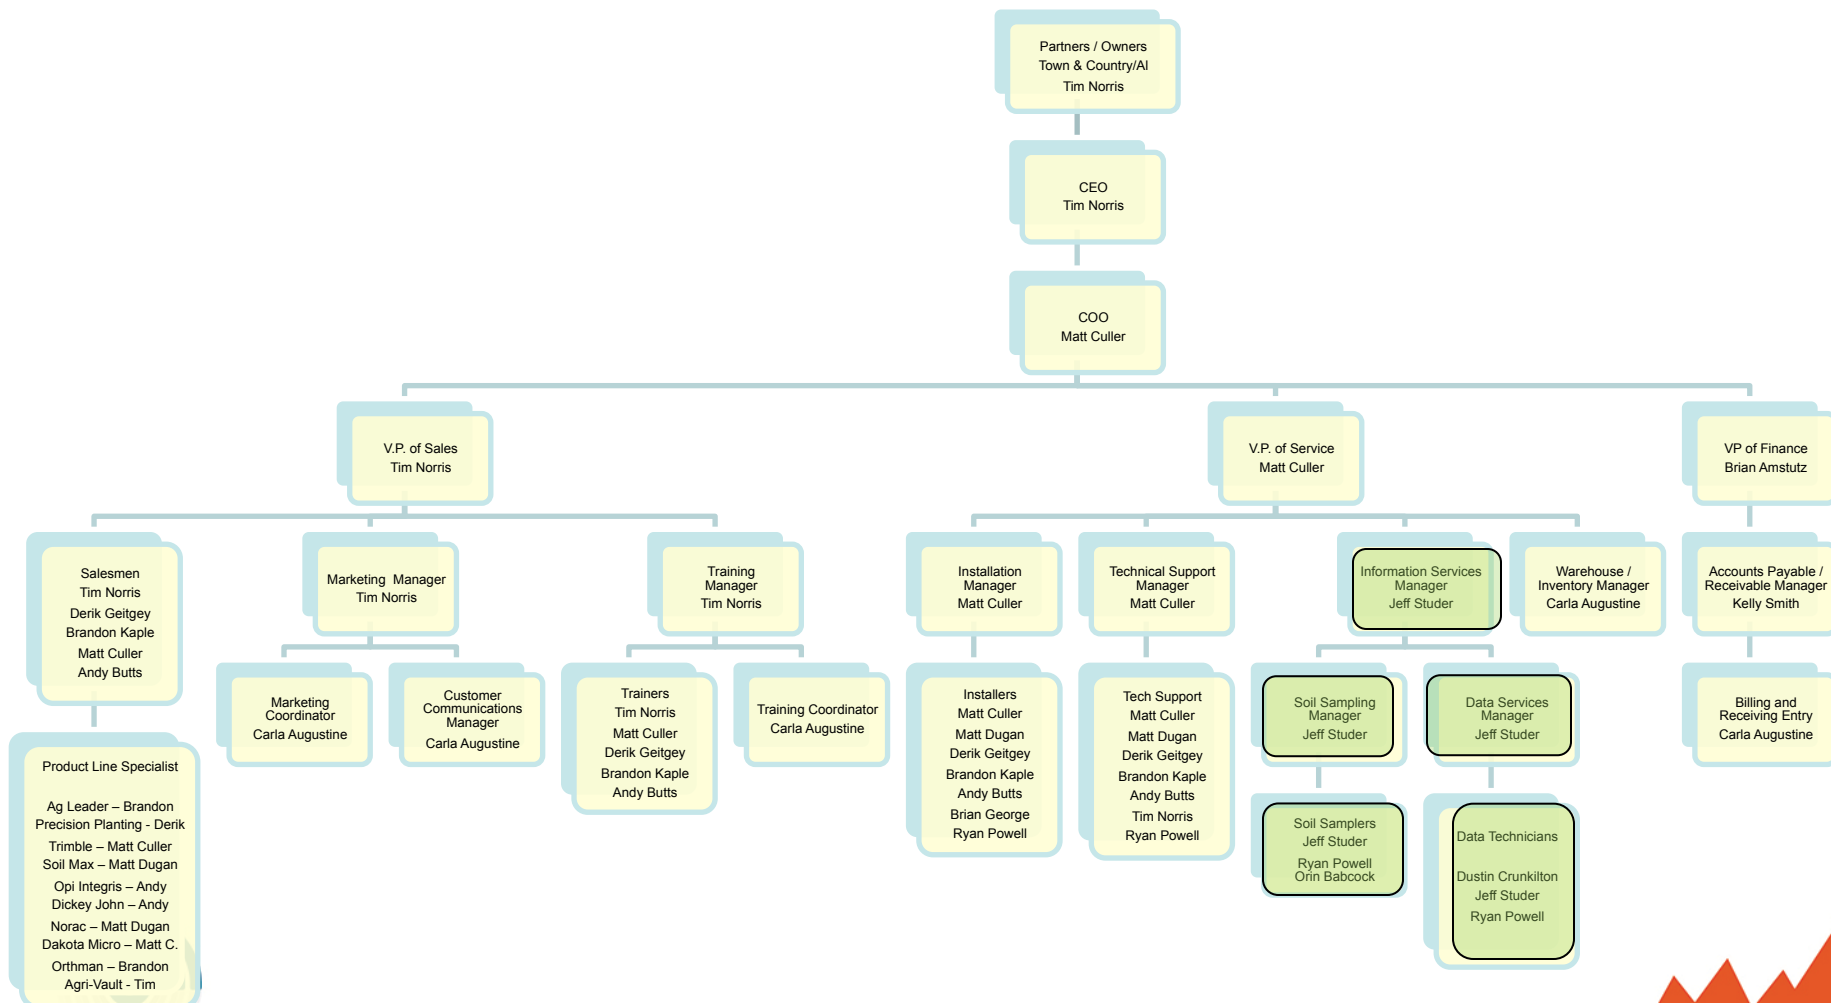 Partners / Owners
Town & Country/AI
Tim Norris
CEO
Tim Norris
COO
Matt Culler
V.P. of Sales
Tim Norris
V.P. of Service
Matt Culler
VP of Finance
Brian Amstutz
Salesmen
Tim Norris
Derik Geitgey
Brandon Kaple
Matt Culler
Andy Butts
Marketing Manager
Tim Norris
Training
Manager
Tim Norris
Installation
Manager
Matt Culler
Technical Support
Manager
Matt Culler
Information Services
Manager
Jeff Studer
Warehouse /
Inventory Manager
Carla Augustine
Accounts Payable /
Receivable Manager
Kelly Smith
Product Line Specialist
Ag Leader – Brandon
Precision Planting - Derik
Trimble – Matt Culler
Soil Max – Matt Dugan
Opi Integris – Andy
Dickey John – Andy
Norac – Matt Dugan
Dakota Micro – Matt C.
Orthman – Brandon
Agri-Vault - Tim
Marketing
Coordinator
Carla Augustine
Customer
Communications
Manager
Carla Augustine
Trainers
Tim Norris
Matt Culler
Derik Geitgey
Brandon Kaple
Andy Butts
Training Coordinator
Carla Augustine
Installers
Matt Culler
Matt Dugan
Derik Geitgey
Brandon Kaple
Andy Butts
Brian George
Ryan Powell
Tech Support
Matt Culler
Matt Dugan
Derik Geitgey
Brandon Kaple
Andy Butts
Tim Norris
Ryan Powell
Soil Sampling
Manager
Jeff Studer
Data Services
Manager
Jeff Studer
Billing and
Receiving Entry
Carla Augustine
Soil Samplers
Jeff Studer
Ryan Powell
Orin Babcock
Data Technicians
Dustin Crunkilton
Jeff Studer
Ryan Powell